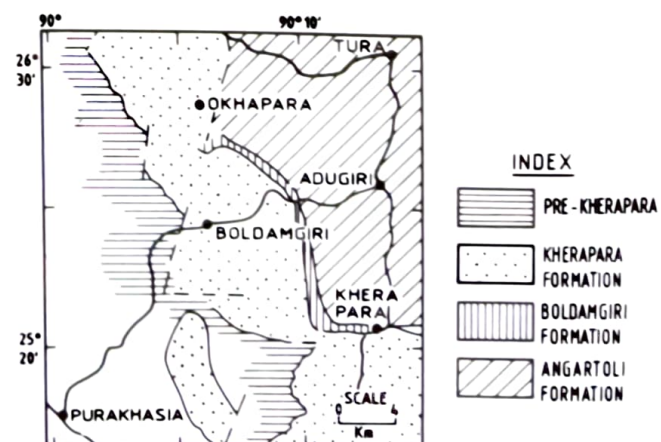 90° 90° 10'
TURA
26°
30'
OKHAPARA
ADUGIRI
BOLDAMGIRI
KHERA
PARA
25°
20'
PURAKHASIA
SCALE
0 4
Km
INDEX
PRE-KHERAPARA
KHERAPARA
FORMATION
BOLDAMGIRI
FORMATION
ANGARTOLI
FORMATION